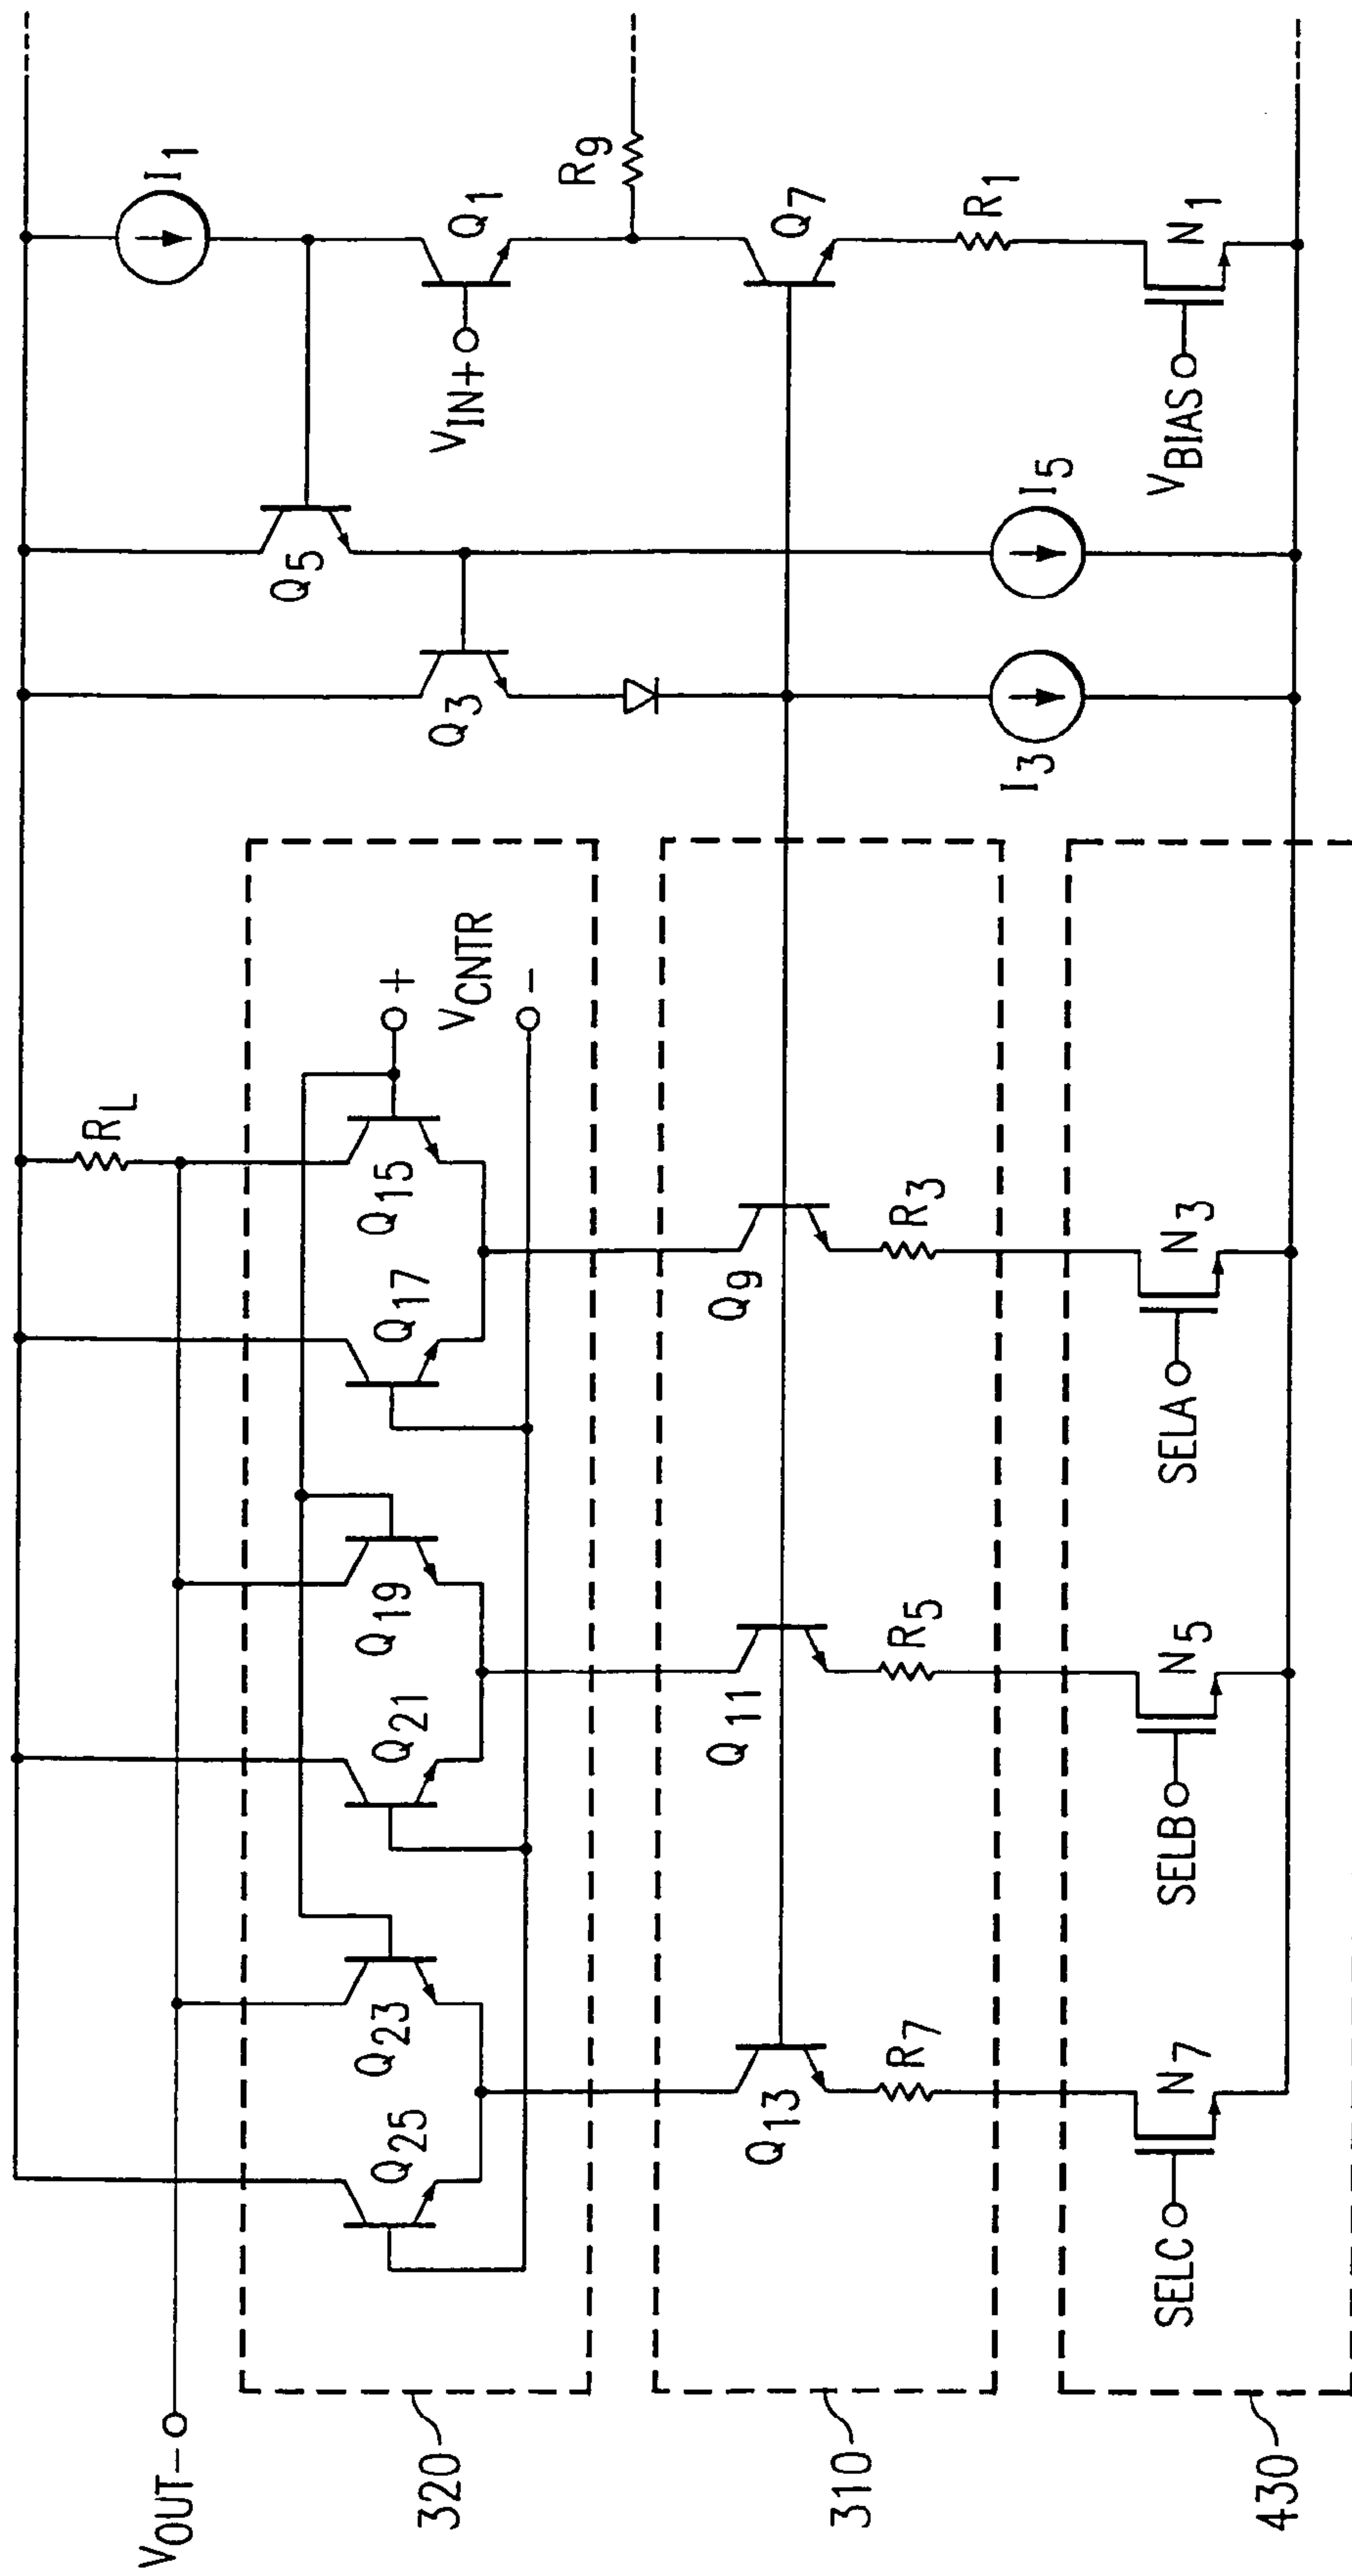 VOUT-
320
310
430
RL
I1
Q25
Q23
Q21
Q19
Q17
Q15
+
VCNTR
-
Q3
Q5
VIN+
Q1
R9
Q13
Q11
Q9
Q7
R7
R5
R3
I3
I5
R1
SELC
N7
SELB
N5
SELA
N3
VBIAS
N1